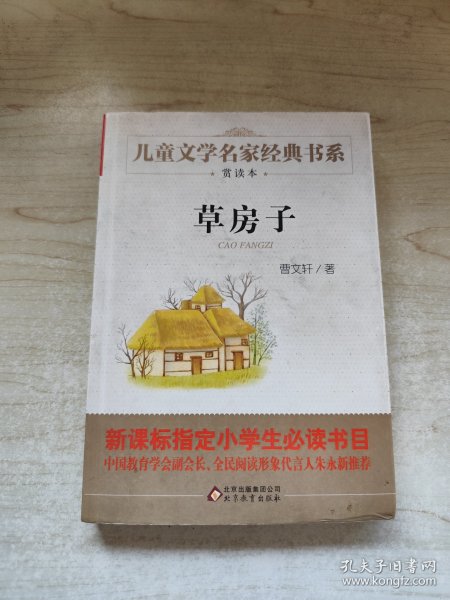 儿童文学名家经典书系
★ 赏读本 ★
草房子
CAO FANGZI
曹文轩／著
新课标指定小学生必读书目
中国教育学会副会长、全民阅读形象代言人朱永新推荐
北京出版集团公司
北京教育出版社
孔夫子旧书网
www.kongfz.com